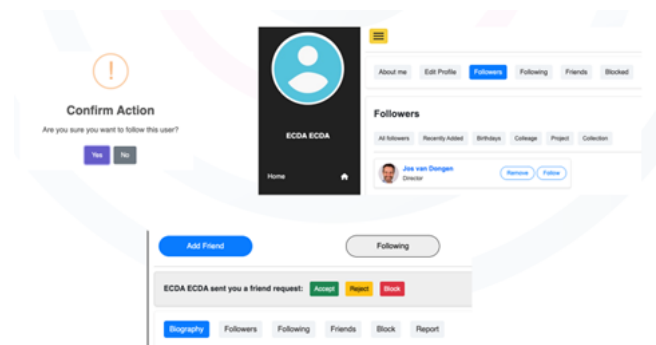 !
Confirm Action
Are you sure you want to follow this user?
Yes No
ECDA ECDA
Home
About me Edit Profile Followers Following Friends Blocked
Followers
All followers Recently Added Birthdays Colleage Project Collection
Jos van Dongen
Director
Remove Follow
Add Friend Following
ECDA ECDA sent you a friend request: Accept Reject Block
Biography Followers Following Friends Block Report